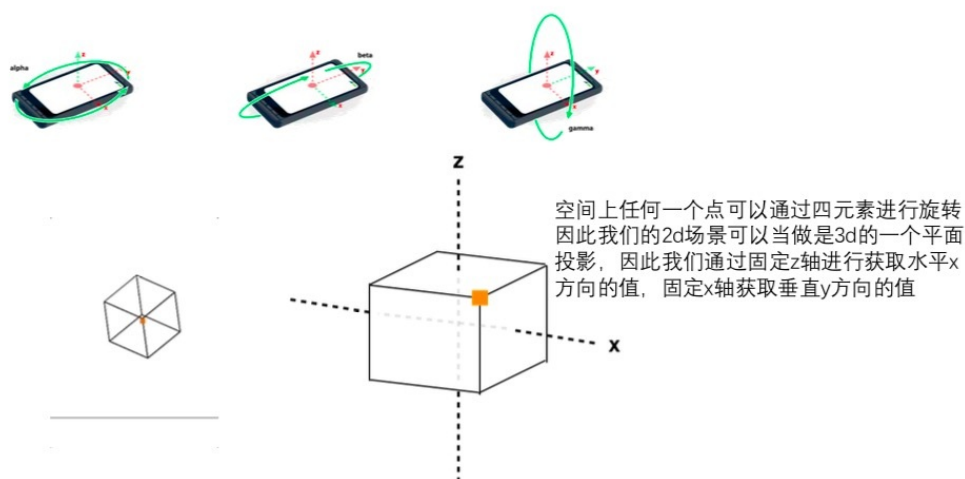 alpha
z
y
x
beta
z
y
x
z
y
x
gamma
z
x
空间上任何一个点可以通过四元素进行旋转
因此我们的2d场景可以当做是3d的一个平面
投影，因此我们通过固定z轴进行获取水平x
方向的值，固定x轴获取垂直y方向的值